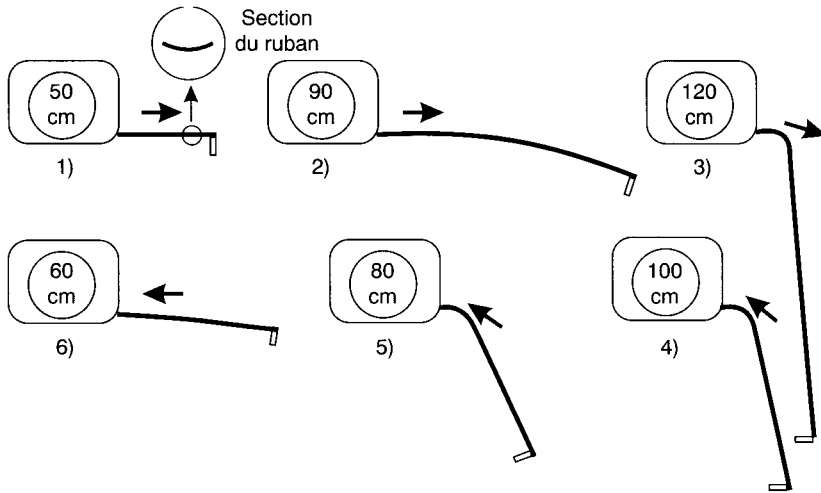 Section
du ruban
50
cm
1)
90
cm
2)
120
cm
3)
60
cm
6)
80
cm
5)
100
cm
4)